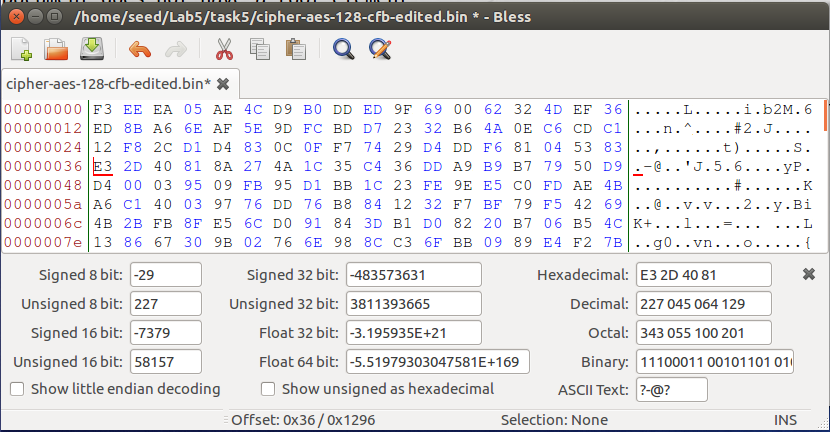 /home/seed/Lab5/task5/cipher-aes-128-cfb-edited.bin * - Bless
cipher-aes-128-cfb-edited.bin*
00000000 F3 EE EA 05 AE 4C D9 B0 DD ED 9F 69 00 62 32 4D EF 36 .....L.....i.b2M.6
00000012 ED 8B A6 6E AF 5E 9D FC BD D7 23 32 B6 4A 0E C6 CD C1 ...n.^....#2.J....
00000024 12 F8 2C D1 D4 83 0C 0F F7 74 29 D4 DD F6 81 04 53 83 ..,......t).....S.
00000036 E3 2D 40 81 8A 27 4A 1C 35 C4 36 DD A9 B9 B7 79 50 D9 .-@..'J.5.6....yP.
00000048 D4 00 03 95 09 FB 95 D1 BB 1C 23 FE 9E E5 C0 FD AE 4B ..........#......K
0000005a A6 C1 40 03 97 76 DD 76 B8 84 12 32 F7 BF 79 F5 42 69 ..@..v.v...2..y.Bi
0000006c 4B 2B FB 8F E5 6C D0 91 84 3D B1 D0 82 20 B7 06 B5 4C K+...l...=... ...L
0000007e 13 86 67 30 9B 02 76 6E 98 8C C3 6F BB 09 89 E4 F2 7B ..g0..vn...o.....{
Signed 8 bit: -29 Signed 32 bit: -483573631 Hexadecimal: E3 2D 40 81
Unsigned 8 bit: 227 Unsigned 32 bit: 3811393665 Decimal: 227 045 064 129
Signed 16 bit: -7379 Float 32 bit: -3.195935E+21 Octal: 343 055 100 201
Unsigned 16 bit: 58157 Float 64 bit: -5.51979303047581E+169 Binary: 11100011 00101101 010
Show little endian decoding Show unsigned as hexadecimal ASCII Text: ?-@?
Offset: 0x36 / 0x1296 Selection: None INS